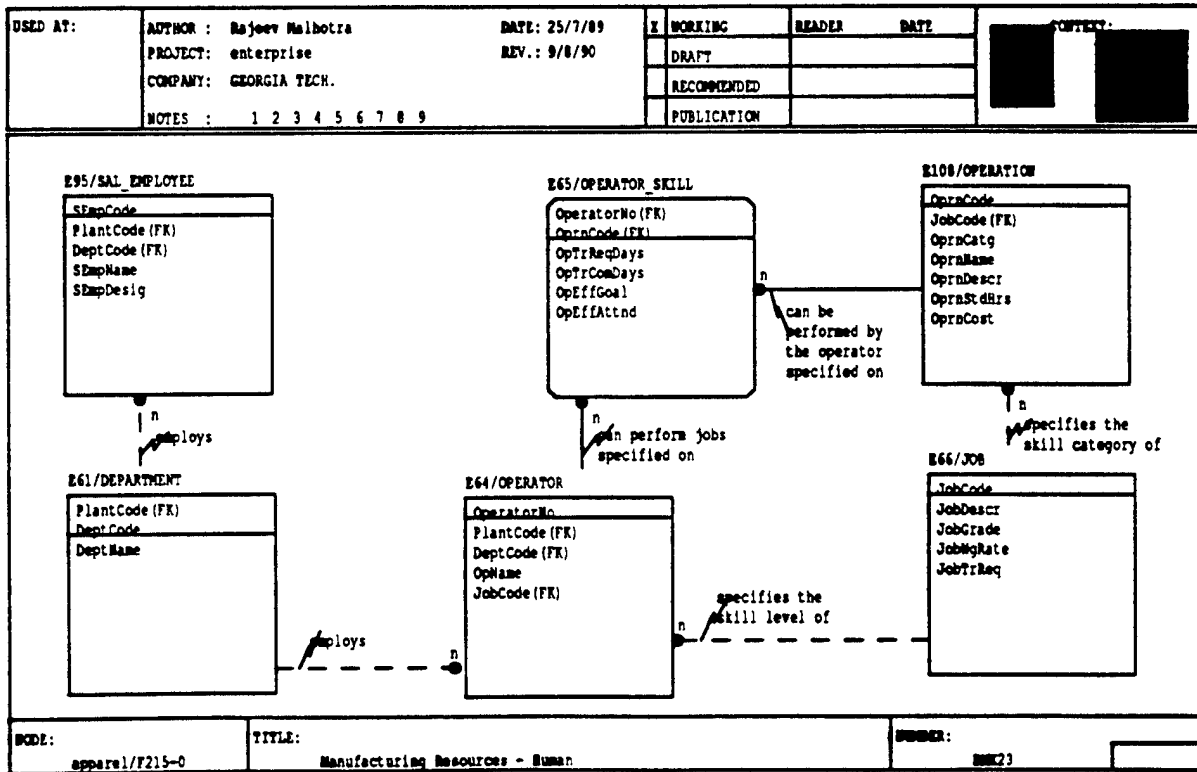 USED AT:
AUTHOR : Rajeev Malhotra
DATE: 25/7/89
X WORKING
READER
DATE
CONTEXT:
PROJECT: enterprise
REV.: 9/8/90
DRAFT
COMPANY: GEORGIA TECH.
RECOMMENDED
NOTES : 1 2 3 4 5 6 7 8 9
PUBLICATION
E95/SAL_EMPLOYEE
SEmpCode
PlantCode(FK)
DeptCode(FK)
SEmpName
SEmpDesig
E65/OPERATOR_SKILL
OperatorNo(FK)
OprnCode(FK)
OpTrReqDays
OpTrComDays
OpEffGoal
OpEffAttnd
E108/OPERATION
OprnCode
JobCode(FK)
OprnCatg
OprnName
OprnDescr
OprnStdHrs
OprnCost
n
can be
performed by
the operator
specified on
n
employs
n
can perform jobs
specified on
n
specifies the
skill category of
E61/DEPARTMENT
PlantCode(FK)
DeptCode
DeptName
E64/OPERATOR
OperatorNo
PlantCode(FK)
DeptCode(FK)
OpName
JobCode(FK)
E66/JOB
JobCode
JobDescr
JobGrade
JobWgRate
JobTrReq
employs
n
specifies the
skill level of
n
NODE:
apparel/F215-0
TITLE:
Manufacturing Resources - Human
NUMBER: